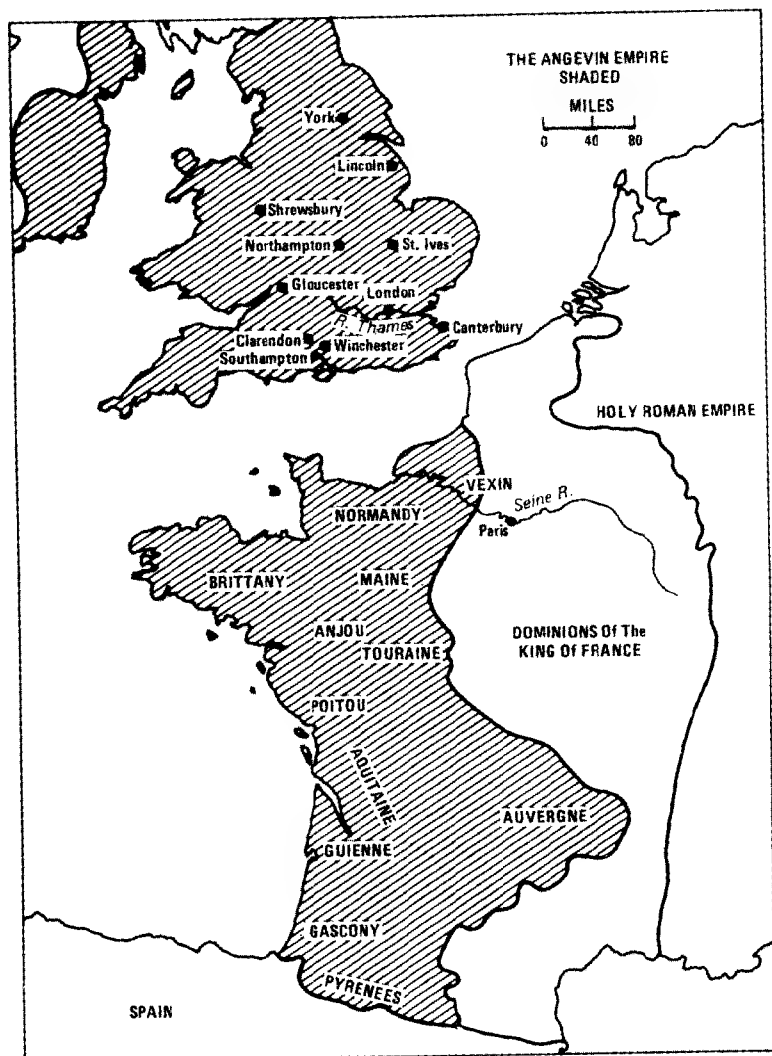 THE ANGEVIN EMPIRE
SHADED
MILES
0 40 80
York
Lincoln
Shrewsbury
Northampton
St. Ives
Gloucester
London
R. Thames
Canterbury
Clarendon
Winchester
Southampton
HOLY ROMAN EMPIRE
VEXIN
Seine R.
NORMANDY
Paris
BRITTANY
MAINE
ANJOU
TOURAINE
DOMINIONS Of The
KING Of FRANCE
POITOU
AQUITAINE
AUVERGNE
GUIENNE
GASCONY
PYRENEES
SPAIN